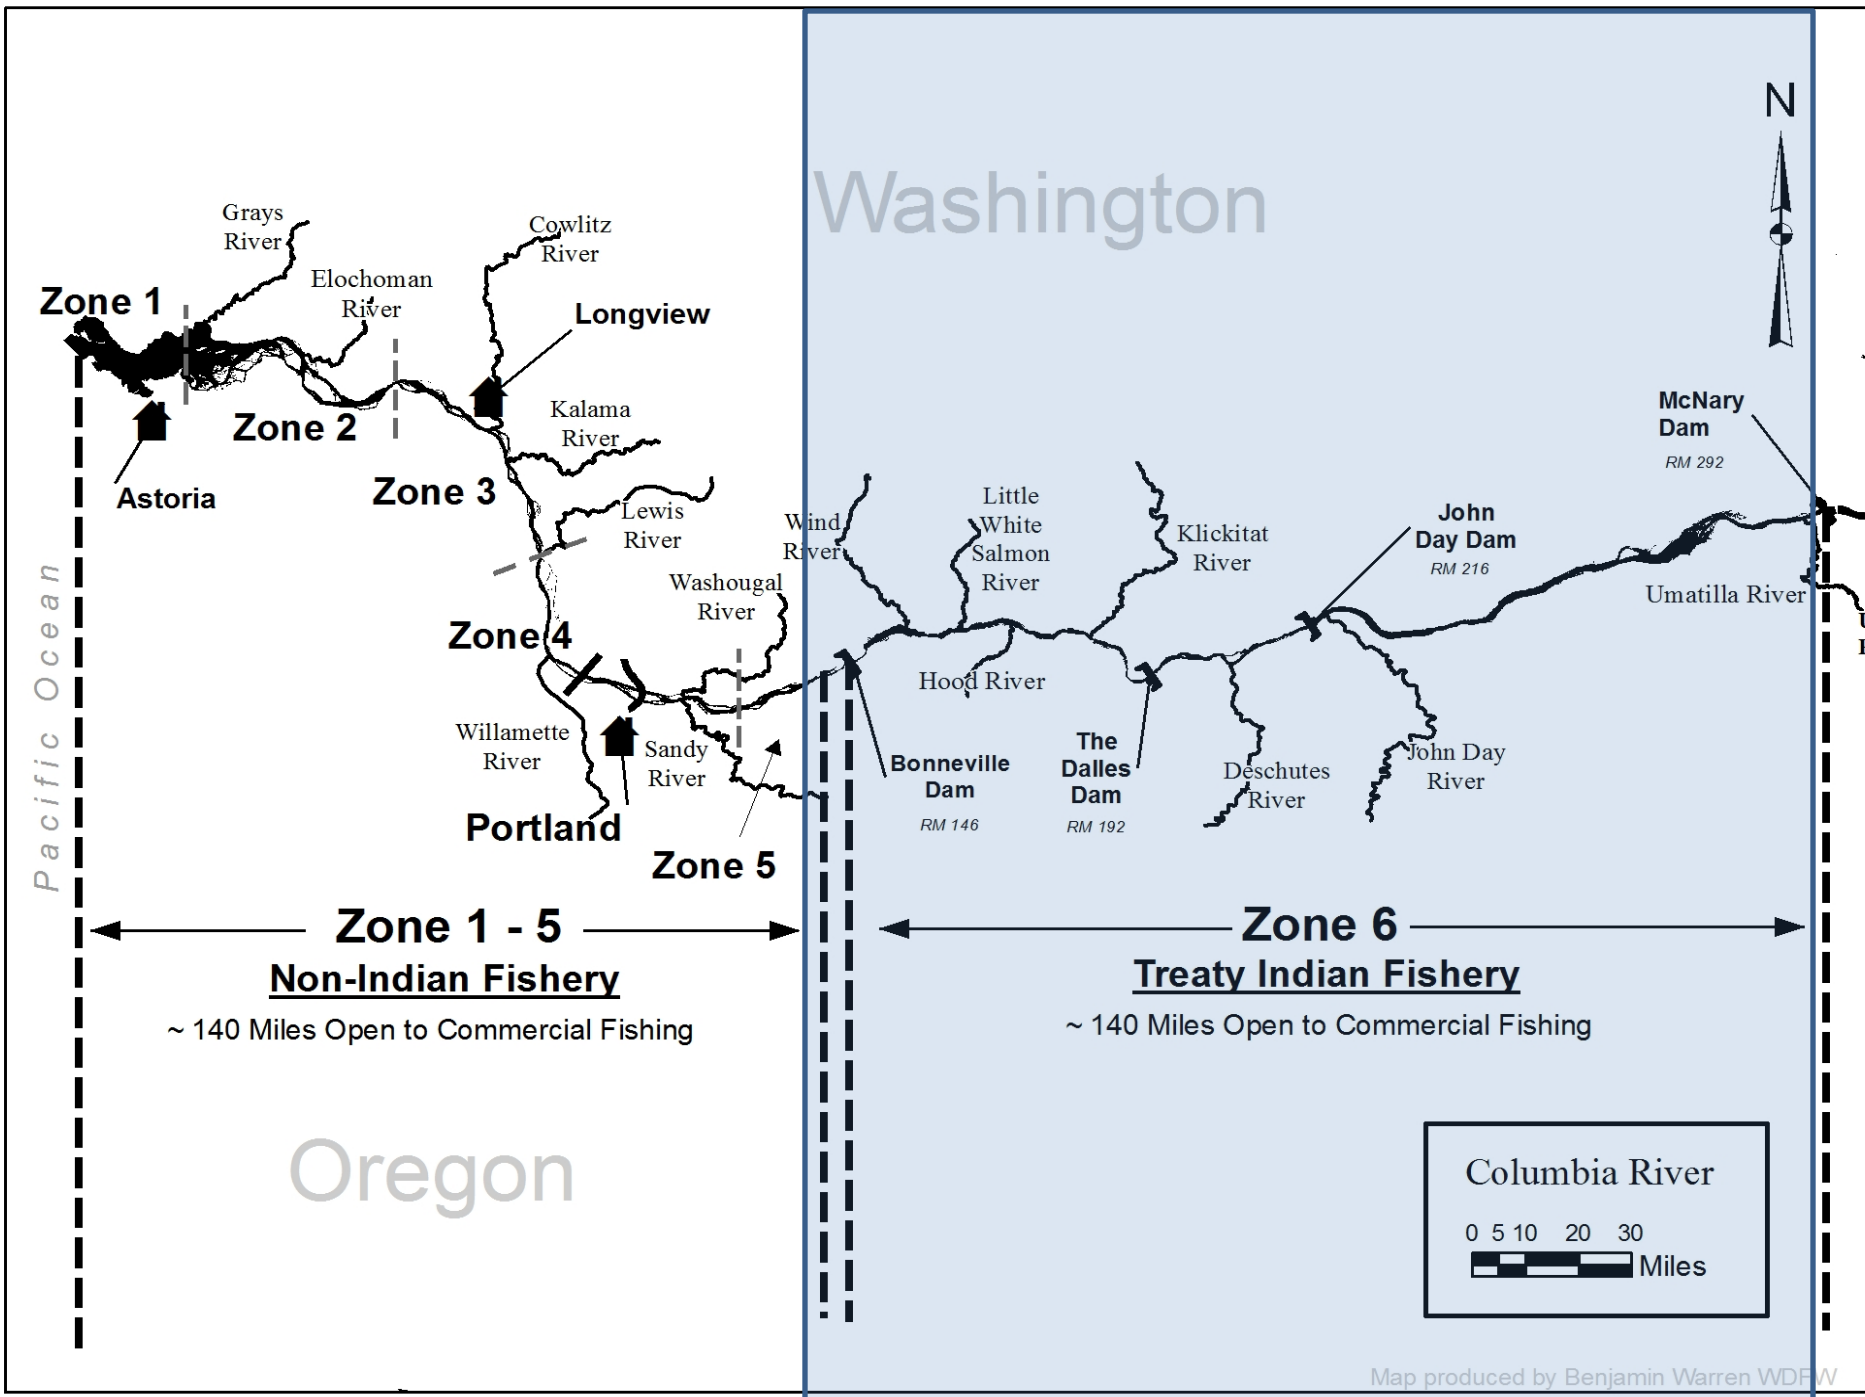 N
Washington
Grays
River
Cowlitz
River
Elochoman
River
Zone 1
Longview
McNary
Dam
RM 292
Kalama
River
Zone 2
Astoria
Zone 3
Lewis
River
Wind
River
Little
White
Salmon
River
Klickitat
River
John
Day Dam
RM 216
Umatilla River
Washougal
River
Zone 4
Hood River
Pacific Ocean
Willamette
River
Sandy
River
Portland
Zone 5
Bonneville
Dam
RM 146
The
Dalles
Dam
RM 192
Deschutes
River
John Day
River
Zone 1 - 5
Non-Indian Fishery
~ 140 Miles Open to Commercial Fishing
Zone 6
Treaty Indian Fishery
~ 140 Miles Open to Commercial Fishing
Oregon
Columbia River
0 5 10 20 30
Miles
Map produced by Benjamin Warren WDFW